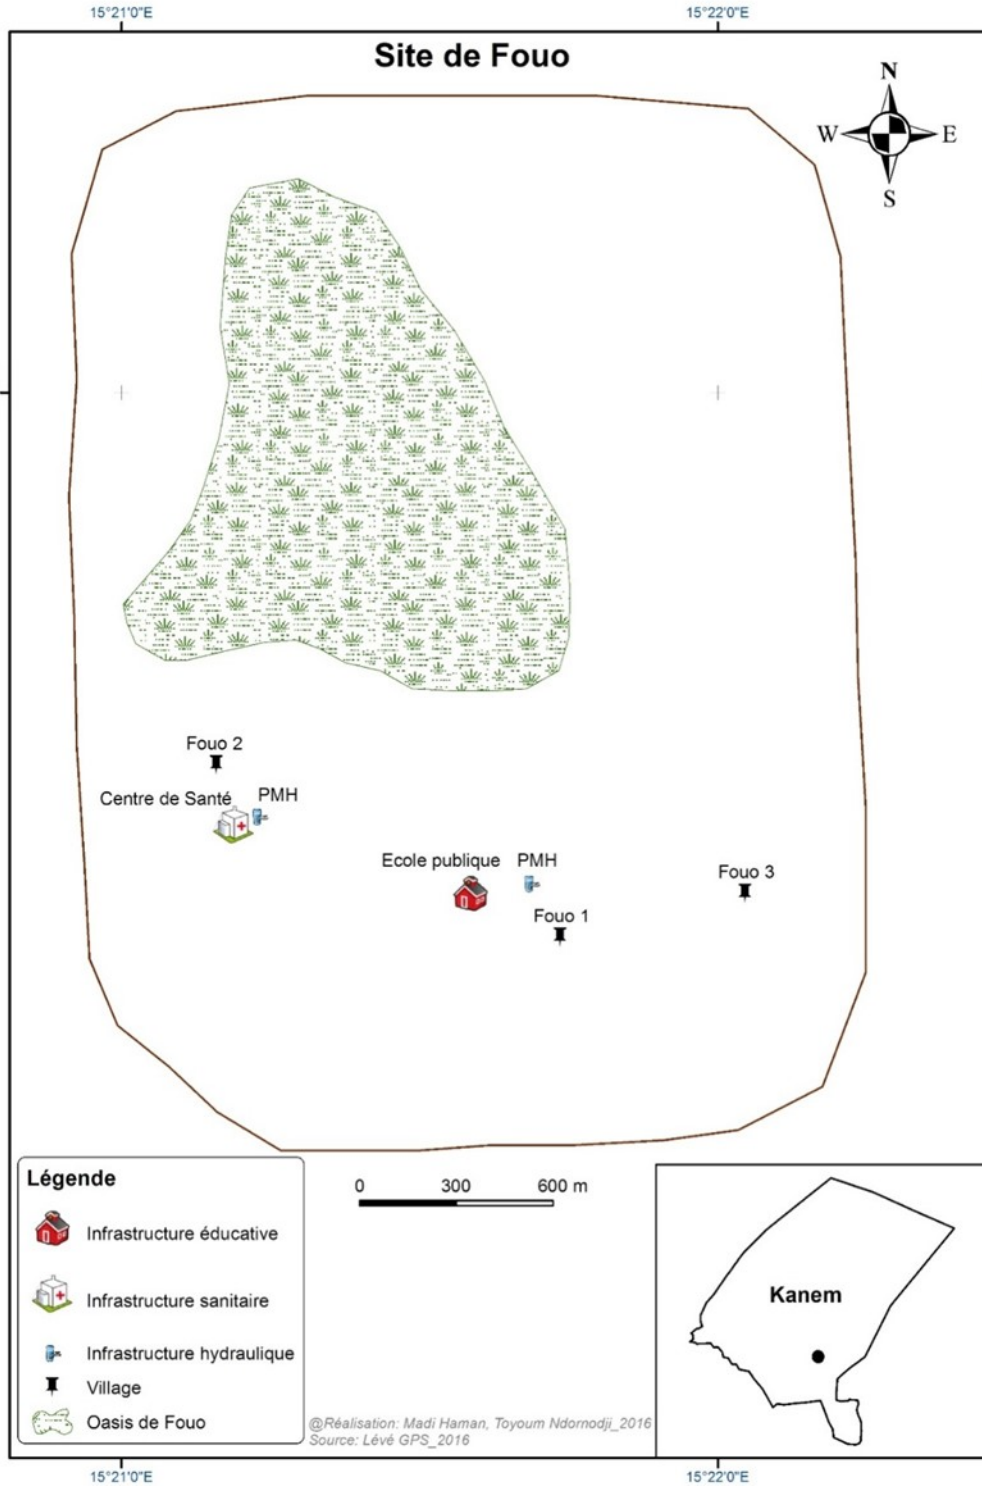 15°21'0"E
15°22'0"E
Site de Fouo
N
W
E
S
Fouo 2
Centre de Santé
PMH
Ecole publique
PMH
Fouo 3
Fouo 1
Légende
Infrastructure éducative
Infrastructure sanitaire
Infrastructure hydraulique
Village
Oasis de Fouo
0 300 600 m
@Réalisation: Madi Haman, Toyoum Ndornodji_2016
Source: Lévé GPS_2016
Kanem
15°21'0"E
15°22'0"E